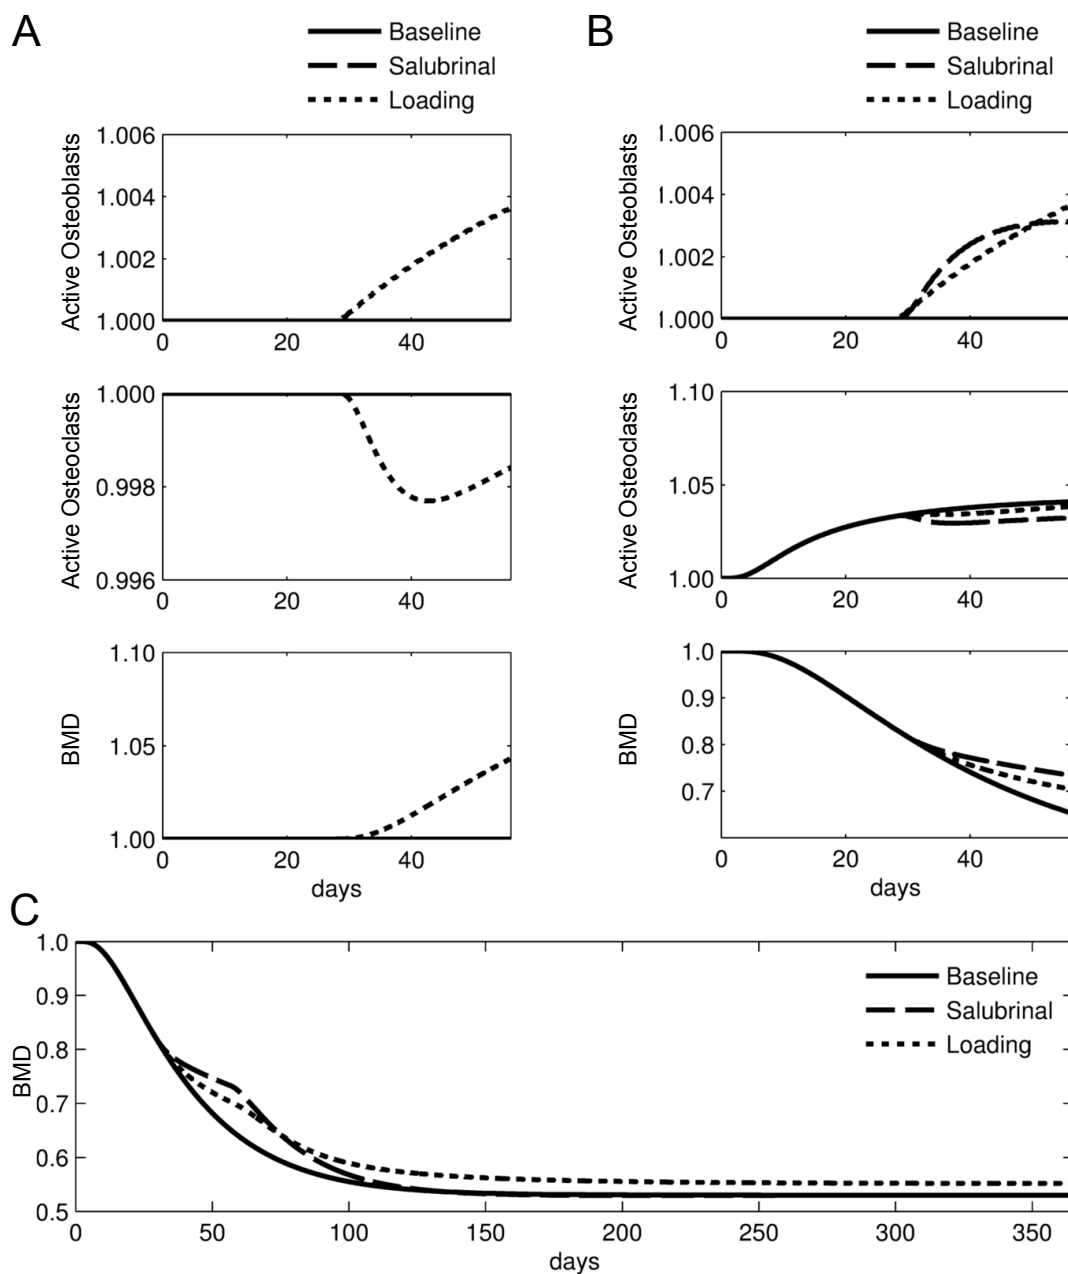 A
Baseline
Salubrinal
Loading
Active Osteoblasts
1.006
1.004
1.002
1.000
0 20 40
Active Osteoclasts
1.000
0.998
0.996
0 20 40
BMD
1.10
1.05
1.00
0 20 40
days
B
Baseline
Salubrinal
Loading
Active Osteoblasts
1.006
1.004
1.002
1.000
0 20 40
Active Osteoclasts
1.10
1.05
1.00
0 20 40
BMD
1.0
0.9
0.8
0.7
0 20 40
days
C
Baseline
Salubrinal
Loading
BMD
1.0
0.9
0.8
0.7
0.6
0.5
0 50 100 150 200 250 300 350
days